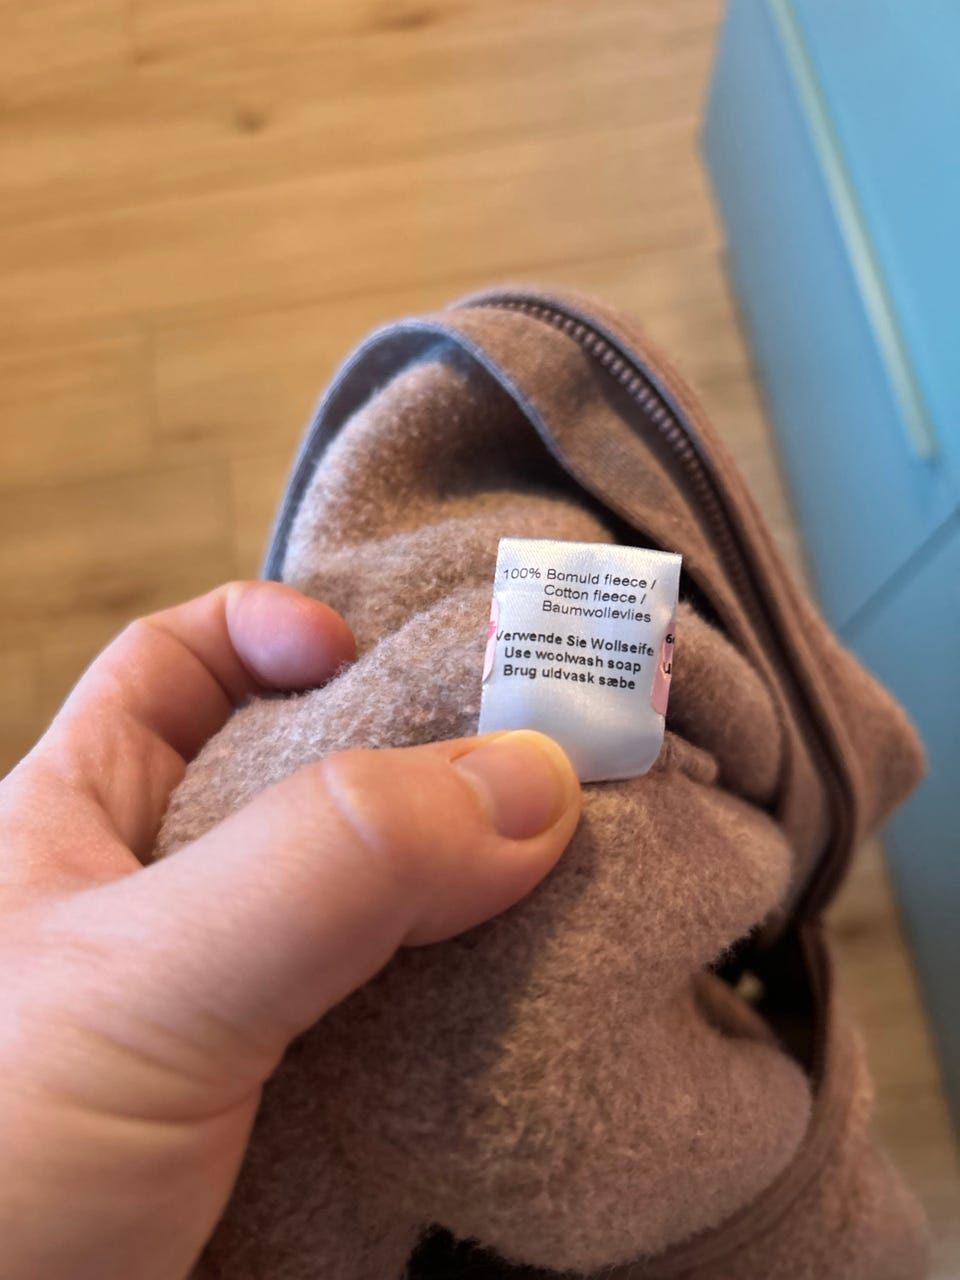 100% Bomuld fleece /
Cotton fleece /
Baumwollevlies
Verwende Sie Wollseife
Use woolwash soap
Brug uldvask sæbe